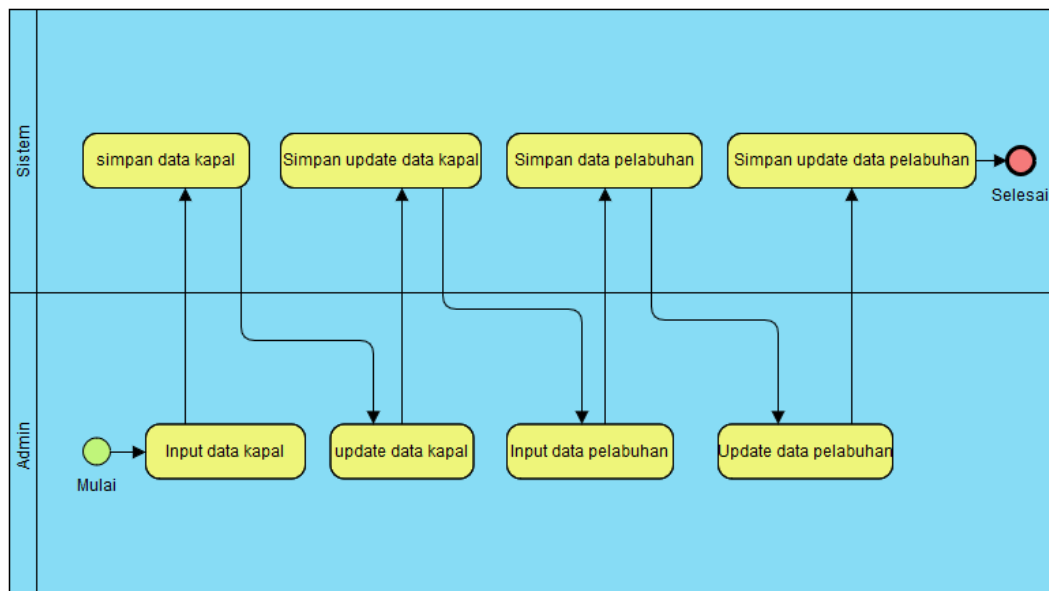 Sistem
simpan data kapal
Simpan update data kapal
Simpan data pelabuhan
Simpan update data pelabuhan
Selesai
Admin
Mulai
Input data kapal
update data kapal
Input data pelabuhan
Update data pelabuhan